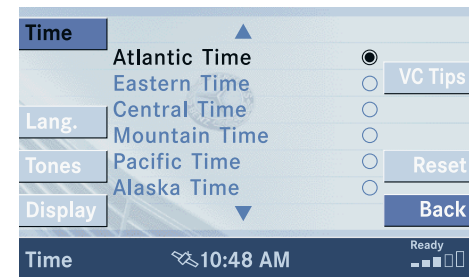 Time
Atlantic Time
Eastern Time
VC Tips
Central Time
Lang.
Mountain Time
Tones
Pacific Time
Reset
Alaska Time
Display
Back
Time
10:48 AM
Ready